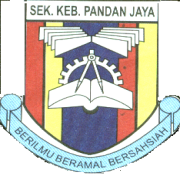 SEK. KEB. PANDAN JAYA
BERILMU BERAMAL BERSAHSIAH